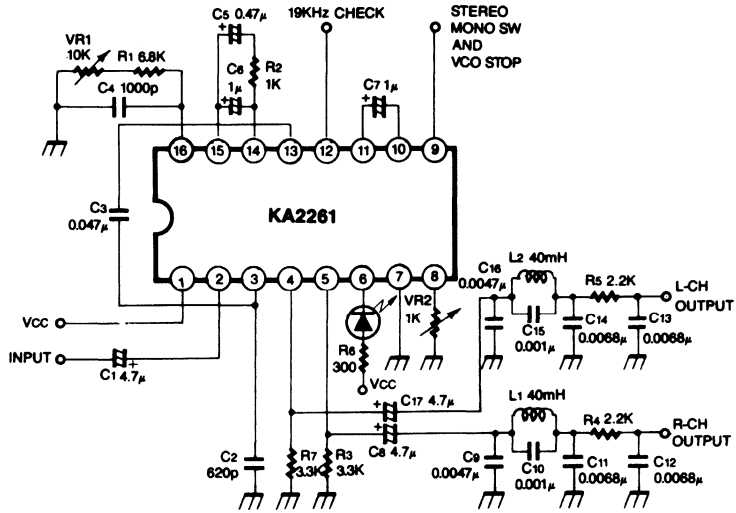 C5 0.47μ
19KHz CHECK
STEREO
MONO SW
AND
VCO STOP
VR1
10K
R1 6.8K
C6
1μ
R2
1K
C7 1μ
C4 1000p
+
+
+
16 15 14 13 12 11 10 9
C3
0.047μ
KA2261
1 2 3 4 5 6 7 8
L2 40mH
C16
0.0047μ
R5 2.2K
L-CH
OUTPUT
VR2
1K
C15
0.001μ
C14
0.0068μ
C13
0.0068μ
VCC
INPUT
C1 4.7μ
+
R6
300
VCC
+
C17 4.7μ
+
C8 4.7μ
L1 40mH
R4 2.2K
R-CH
OUTPUT
C2
620p
R7
3.3K
R3
3.3K
C9
0.0047μ
C10
0.001μ
C11
0.0068μ
C12
0.0068μ